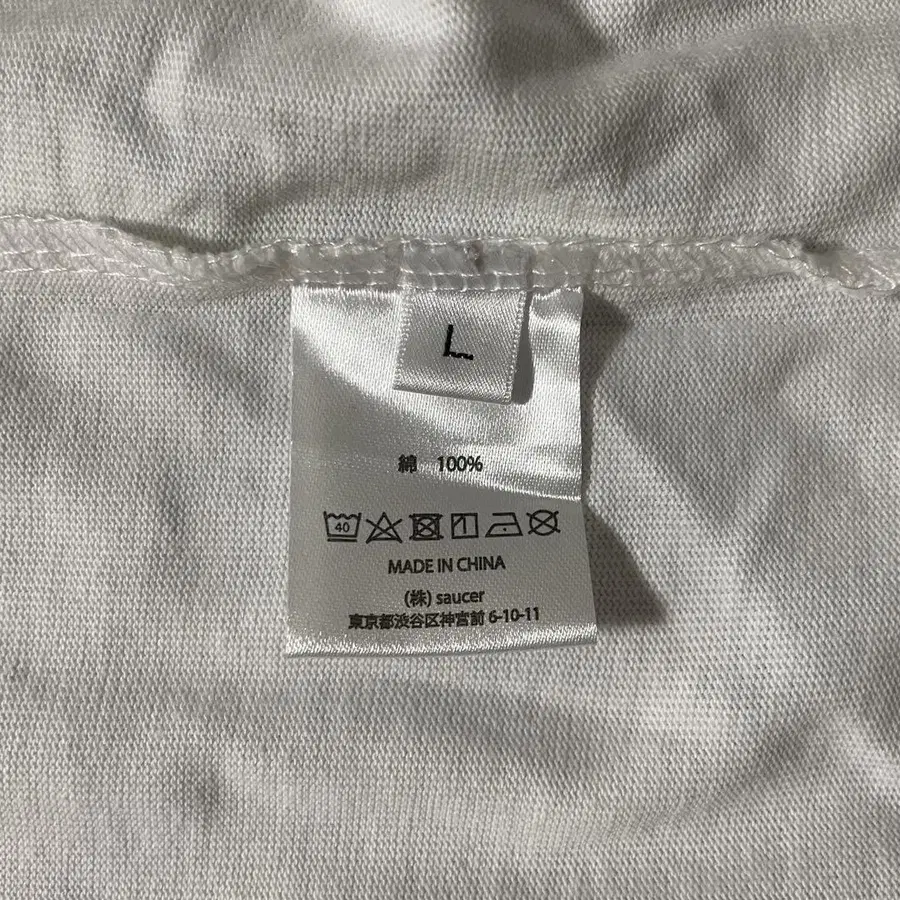 L
綿 100%
40
MADE IN CHINA
(株) saucer
東京都渋谷区神宮前 6-10-11